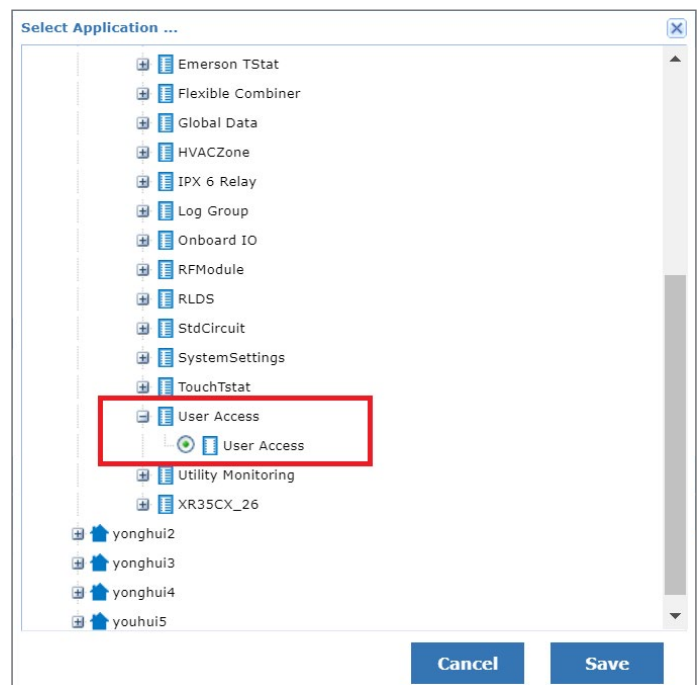 Select Application ...
Emerson TStat
Flexible Combiner
Global Data
HVACZone
IPX 6 Relay
Log Group
Onboard IO
RFModule
RLDS
StdCircuit
SystemSettings
TouchTstat
User Access
User Access
Utility Monitoring
XR35CX_26
yonghui2
yonghui3
yonghui4
youhui5
Cancel Save